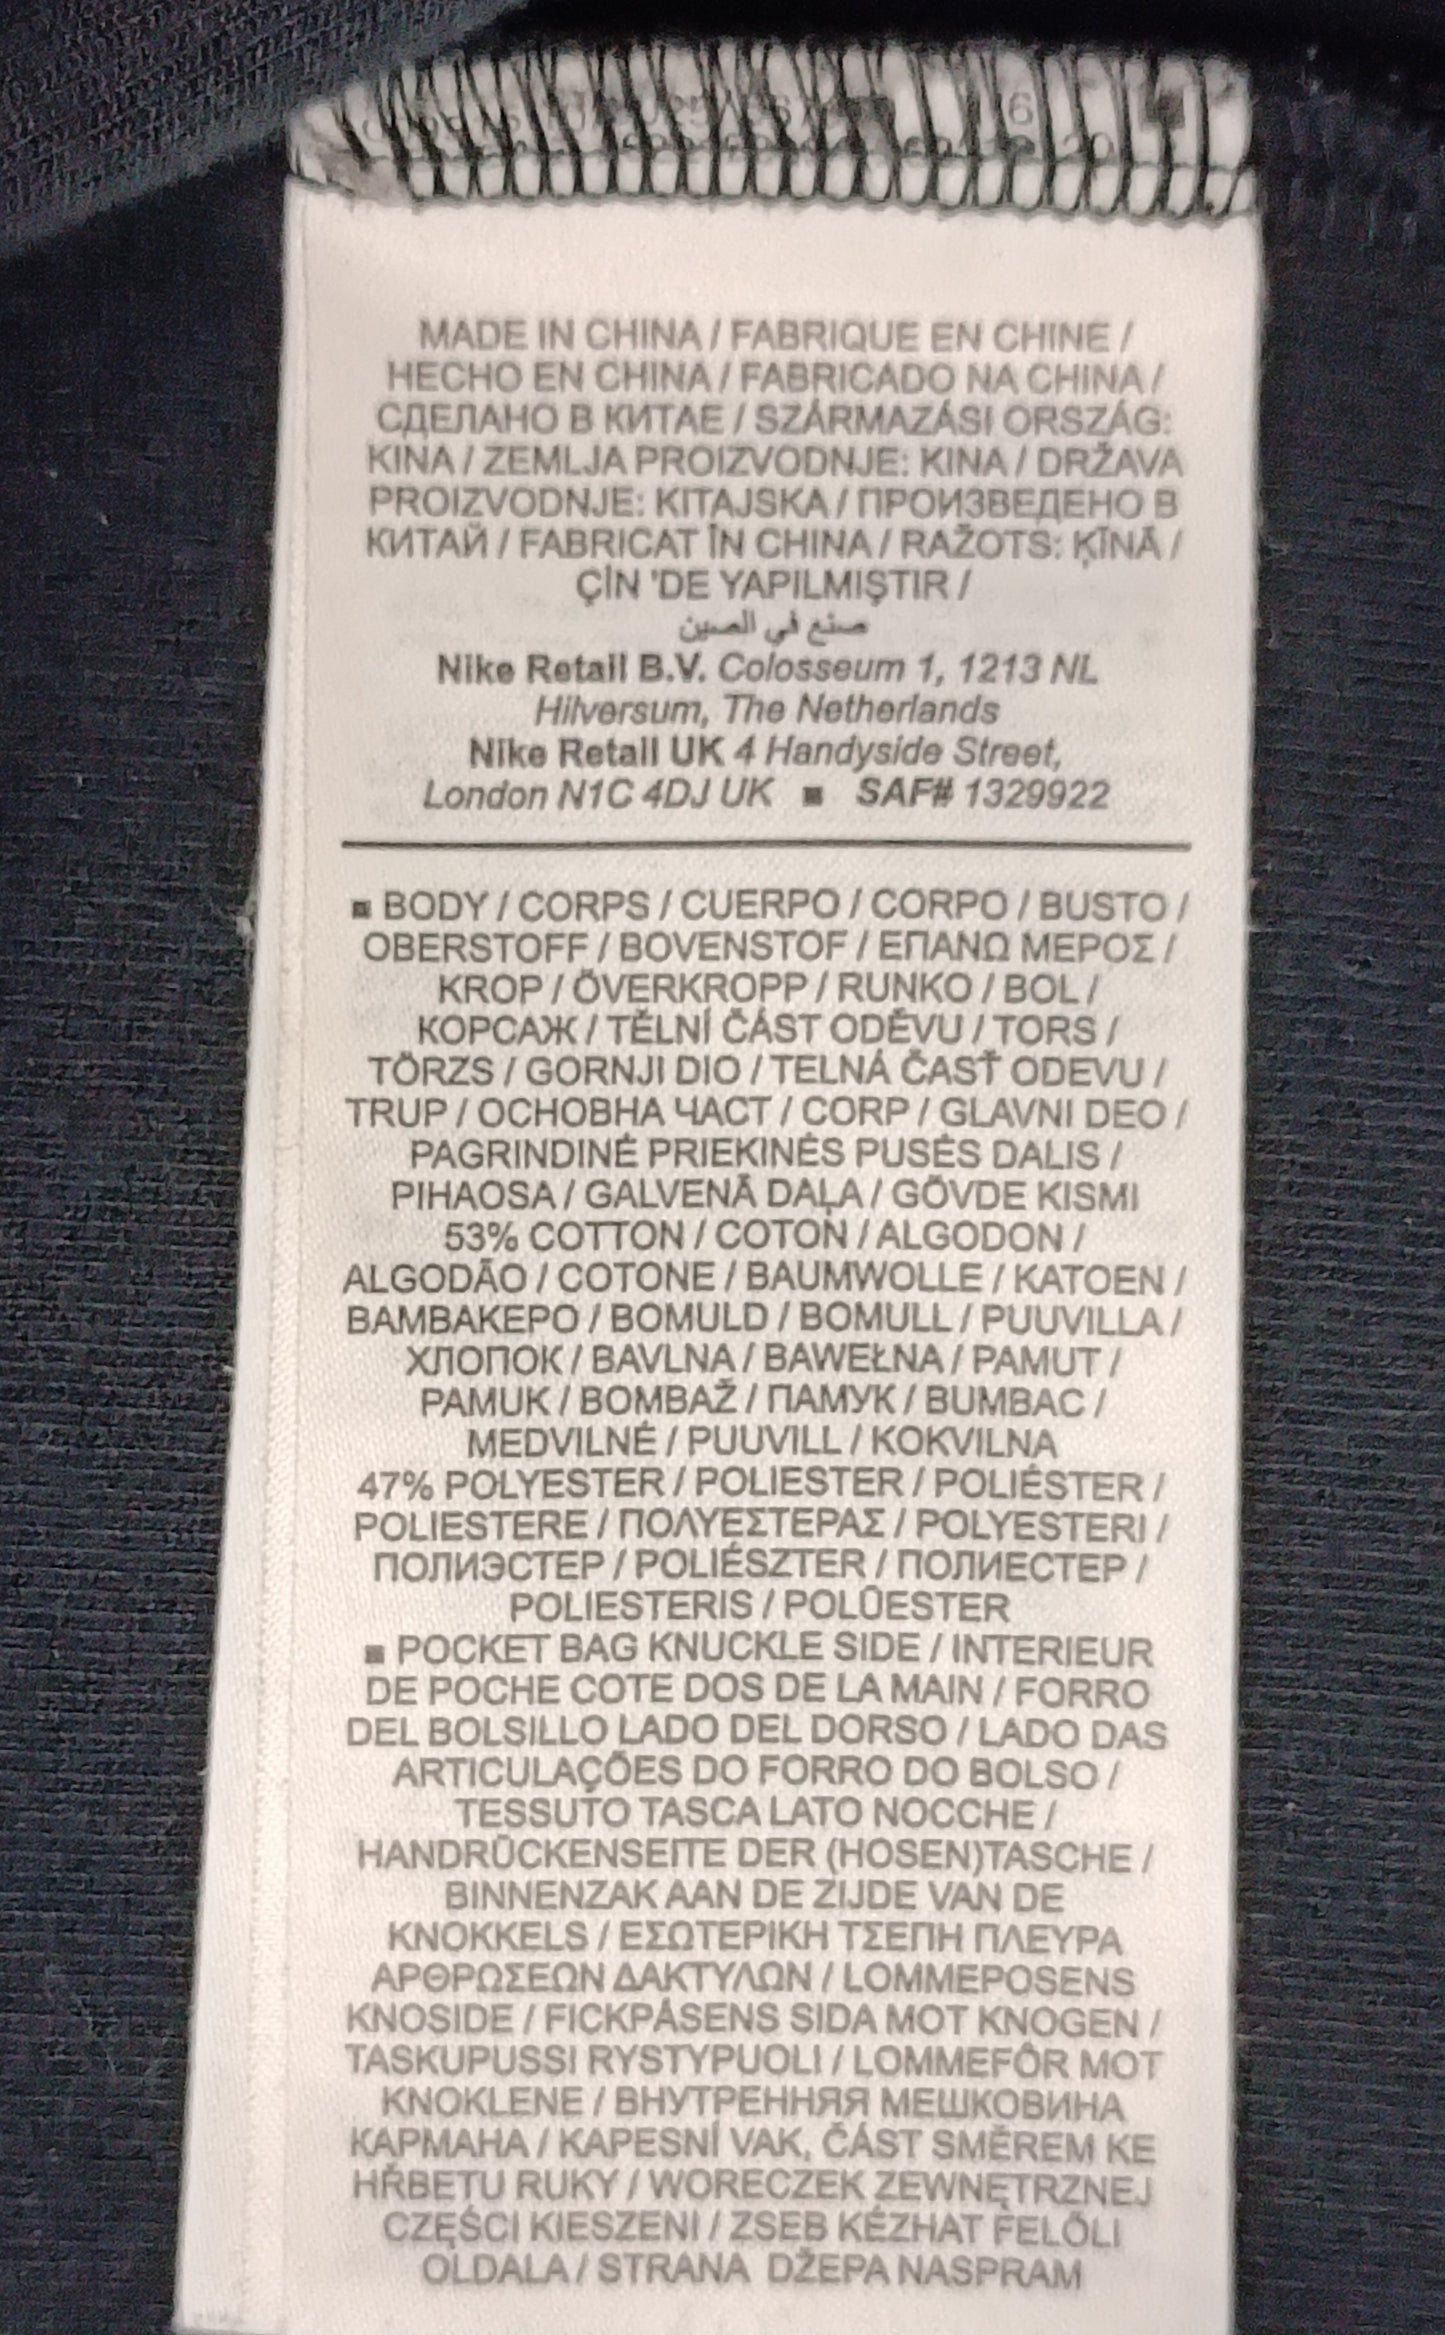 MADE IN CHINA / FABRIQUE EN CHINE /
HECHO EN CHINA / FABRICADO NA CHINA /
СДЕЛАНО В КИТАЕ / SZÁRMAZÁSI ORSZÁG:
KINA / ZEMLJA PROIZVODNJE: KINA / DRŽAVA
PROIZVODNJE: KITAJSKA / ПРОИЗВЕДЕНО В
КИТАЙ / FABRICAT ÎN CHINA / RAŽOTS: ĶĪNĀ /
ÇİN 'DE YAPILMIŞTIR /
صنع في الصين
Nike Retail B.V. Colosseum 1, 1213 NL
Hilversum, The Netherlands
Nike Retail UK 4 Handyside Street,
London N1C 4DJ UK ■ SAF# 1329922
■ BODY / CORPS / CUERPO / CORPO / BUSTO /
OBERSTOFF / BOVENSTOF / ΕΠΑΝΩ ΜΕΡΟΣ /
KROP / ÖVERKROPP / RUNKO / BOL /
КОРСАЖ / TĚLNÍ ČÁST ODĚVU / TORS /
TÖRZS / GORNJI DIO / TELNÁ ČASŤ ODEVU /
TRUP / ОСНОВНА ЧАСТ / CORP / GLAVNI DEO /
PAGRINDINĖ PRIEKINĖS PUSĖS DALIS /
PIHAOSA / GALVENĀ DAĻA / GÖVDE KISMI
53% COTTON / COTON / ALGODON /
ALGODÃO / COTONE / BAUMWOLLE / KATOEN /
ΒΑΜΒΑΚΕΡΟ / BOMULD / BOMULL / PUUVILLA /
ХЛОПОК / BAVLNA / BAWEŁNA / PAMUT /
PAMUK / BOMBAŽ / ПАМУК / BUMBAC /
MEDVILNĖ / PUUVILL / KOKVILNA
47% POLYESTER / POLIESTER / POLIÉSTER /
POLIESTERE / ΠΟΛΥΕΣΤΕΡΑΣ / POLYESTERI /
ПОЛИЭСТЕР / POLIÉSZTER / ПОЛИЕСТЕР /
POLIESTERIS / POLÜESTER
■ POCKET BAG KNUCKLE SIDE / INTERIEUR
DE POCHE COTE DOS DE LA MAIN / FORRO
DEL BOLSILLO LADO DEL DORSO / LADO DAS
ARTICULAÇÕES DO FORRO DO BOLSO /
TESSUTO TASCA LATO NOCCHE /
HANDRÜCKENSEITE DER (HOSEN)TASCHE /
BINNENZAK AAN DE ZIJDE VAN DE
KNOKKELS / ΕΣΩΤΕΡΙΚΗ ΤΣΕΠΗ ΠΛΕΥΡΑ
ΑΡΘΡΩΣΕΩΝ ΔΑΚΤΥΛΩΝ / LOMMEPOSENS
KNOSIDE / FICKPÅSENS SIDA MOT KNOGEN /
TASKUPUSSI RYSTYPUOLI / LOMMEFÔR MOT
KNOKLENE / ВНУТРЕННЯЯ МЕШКОВИНА
КАРМАНА / KAPESNÍ VAK, ČÁST SMĚREM KE
HŘBETU RUKY / WORECZEK ZEWNĘTRZNEJ
CZĘŚCI KIESZENI / ZSEB KÉZHÁT FELŐLI
OLDALA / STRANA DŽEPA NASPRAM